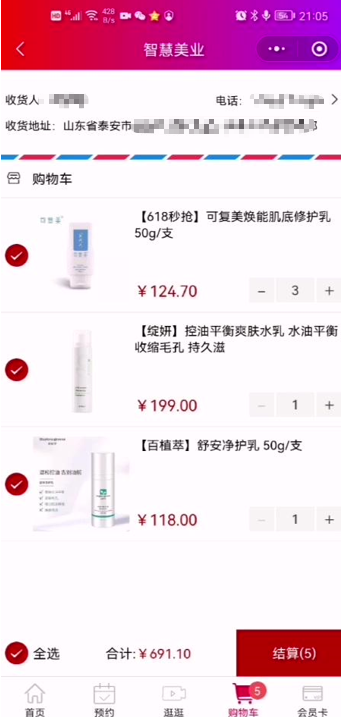 428
B/s
21:05
智慧美业
收货人:
电话:
收货地址: 山东省泰安市
购物车
【618秒抢】可复美焕能肌底修护乳
50g/支
￥124.70
3
【绽妍】控油平衡爽肤水乳 水油平衡
收缩毛孔 持久滋
￥199.00
1
【百植萃】舒安净护乳 50g/支
￥118.00
1
全选
合计:￥691.10
结算(5)
5
首页
预约
逛逛
购物车
会员卡